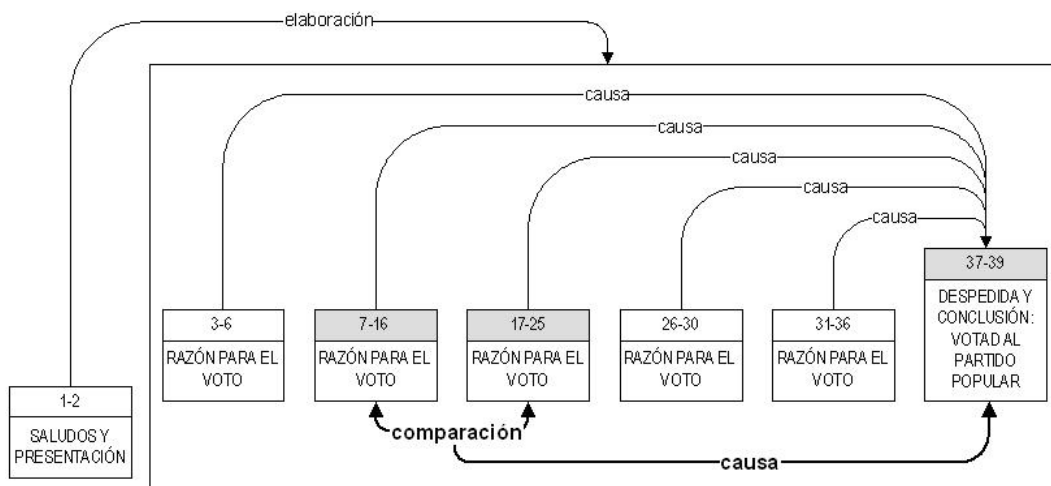 elaboración
causa
causa
causa
causa
causa
37-39
DESPEDIDA Y
CONCLUSIÓN:
VOTAD AL
PARTIDO
POPULAR
3-6
RAZÓN PARA EL
VOTO
7-16
RAZÓN PARA EL
VOTO
17-25
RAZÓN PARA EL
VOTO
26-30
RAZÓN PARA EL
VOTO
31-36
RAZÓN PARA EL
VOTO
1-2
SALUDOS Y
PRESENTACIÓN
comparación
causa